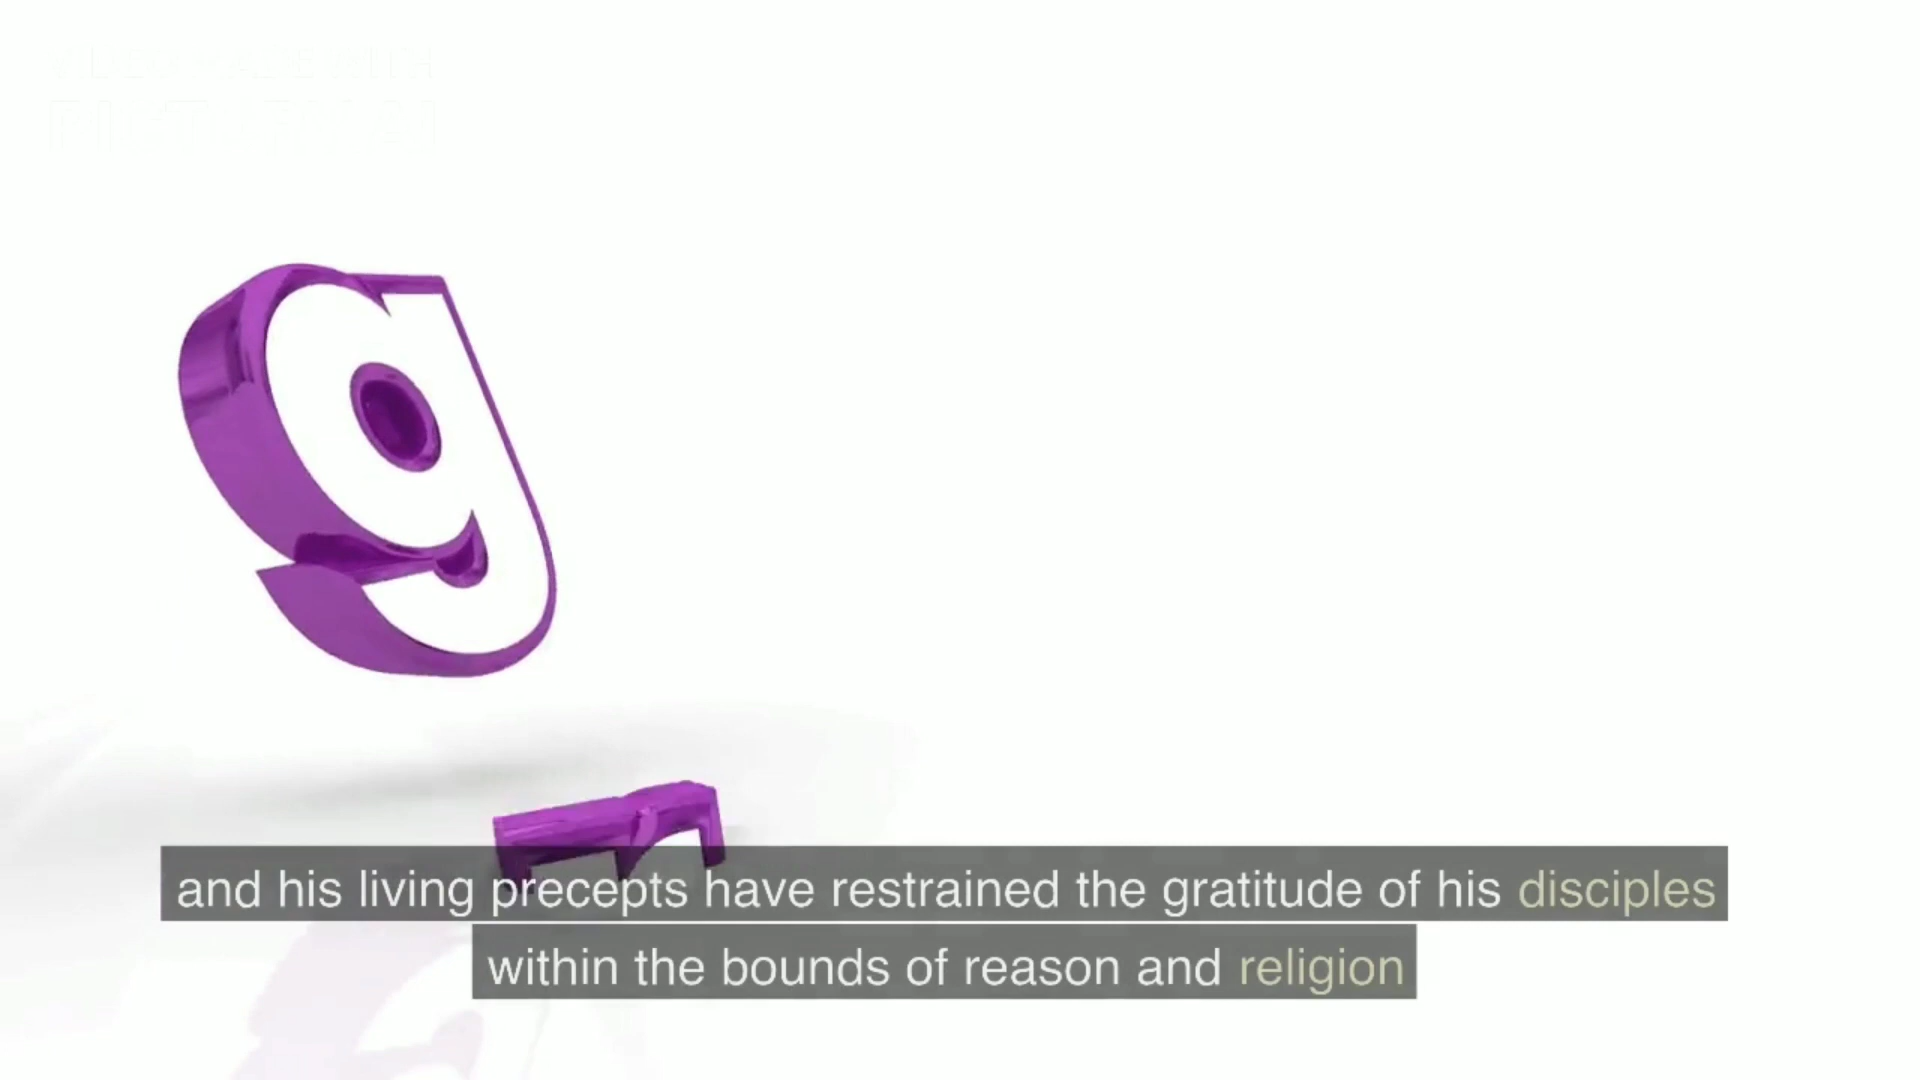 g
and his living precepts have restrained the gratitude of his disciples
within the bounds of reason and religion